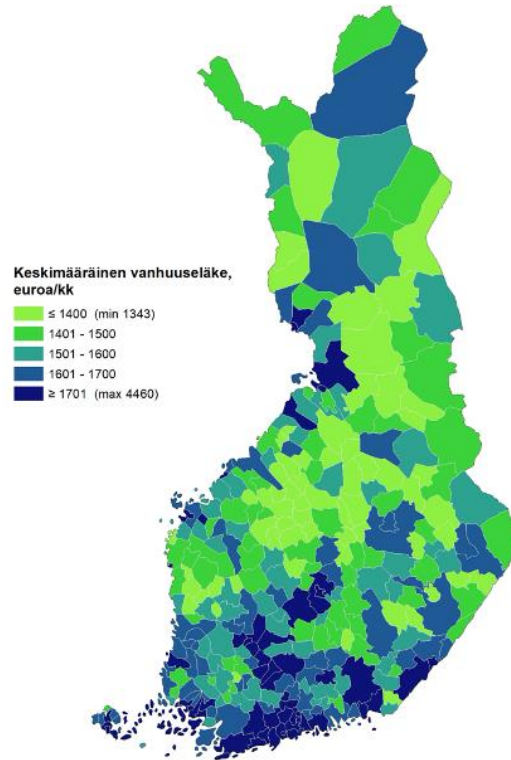 Keskimääräinen vanhuuseläke,
euroa/kk
≤ 1400 (min 1343)
1401 - 1500
1501 - 1600
1601 - 1700
≥ 1701 (max 4460)